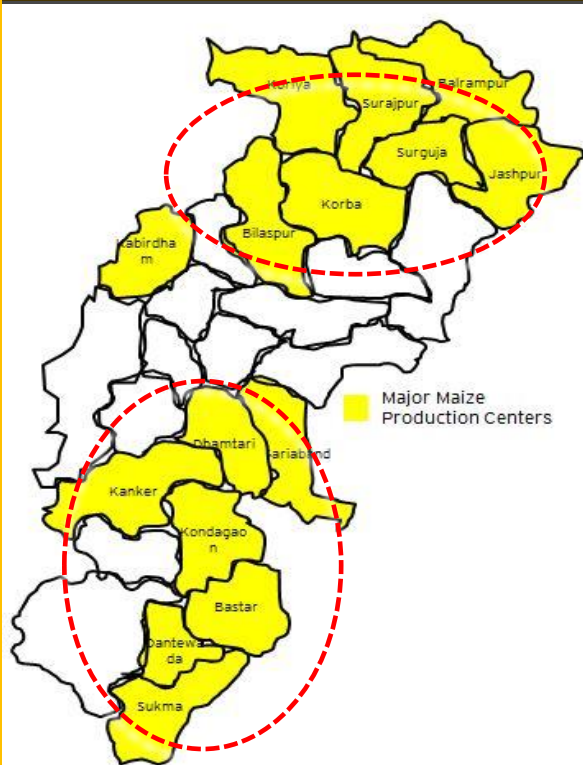 Koriya
Balrampur
Surajpur
Surguja
Jashpur
Korba
Bilaspur
Kabirdha
m
Major Maize
Production Centers
Dhamtari
Gariaband
Kanker
Kondagao
n
Bastar
Dantewa
da
Sukma